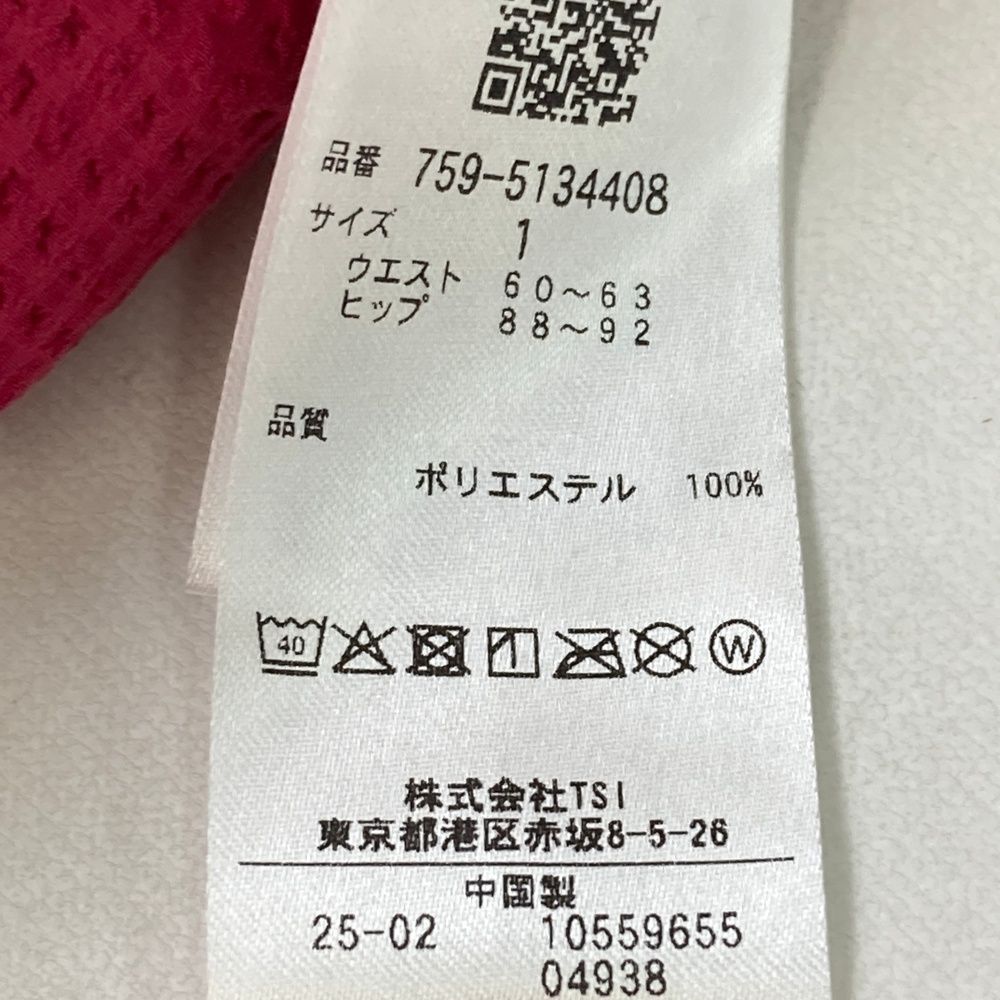 品番 759-5134408
サイズ 1
ウエスト 60～63
ヒップ 88～92
品質
ポリエステル 100%
40
W
株式会社TSI
東京都港区赤坂8-5-26
中国製
25-02 10559655
04938